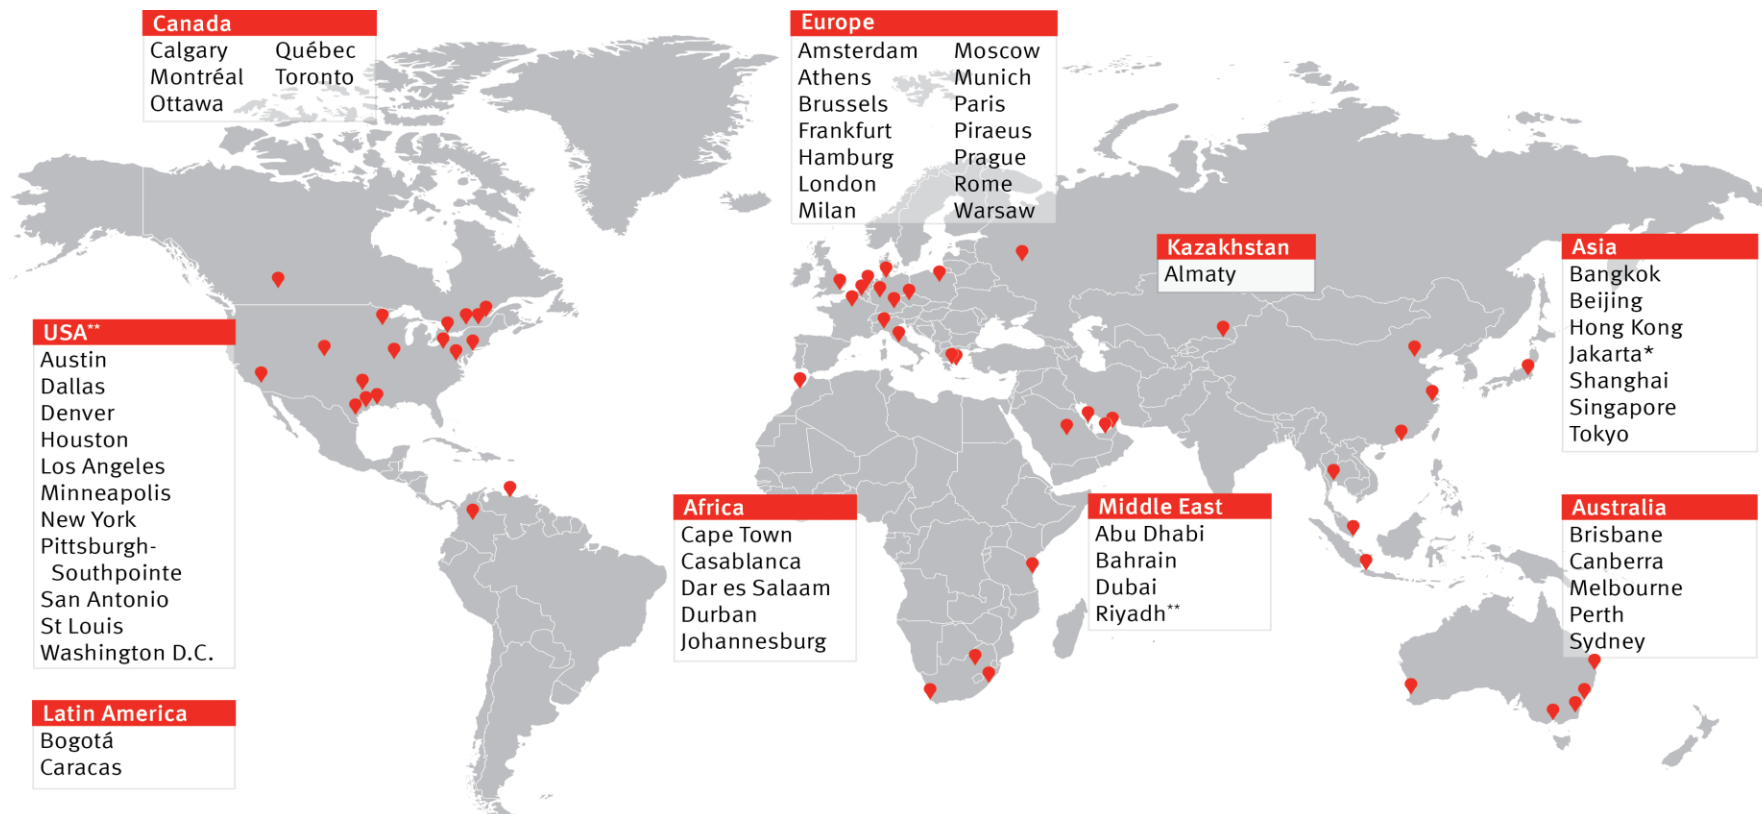 Canada
Calgary
Montréal
Ottawa
Québec
Toronto
Europe
Amsterdam
Athens
Brussels
Frankfurt
Hamburg
London
Milan
Moscow
Munich
Paris
Piraeus
Prague
Rome
Warsaw
Kazakhstan
Almaty
Asia
Bangkok
Beijing
Hong Kong
Jakarta*
Shanghai
Singapore
Tokyo
USA**
Austin
Dallas
Denver
Houston
Los Angeles
Minneapolis
New York
Pittsburgh-
Southpointe
San Antonio
St Louis
Washington D.C.
Africa
Cape Town
Casablanca
Dar es Salaam
Durban
Johannesburg
Middle East
Abu Dhabi
Bahrain
Dubai
Riyadh**
Australia
Brisbane
Canberra
Melbourne
Perth
Sydney
Latin America
Bogotá
Caracas